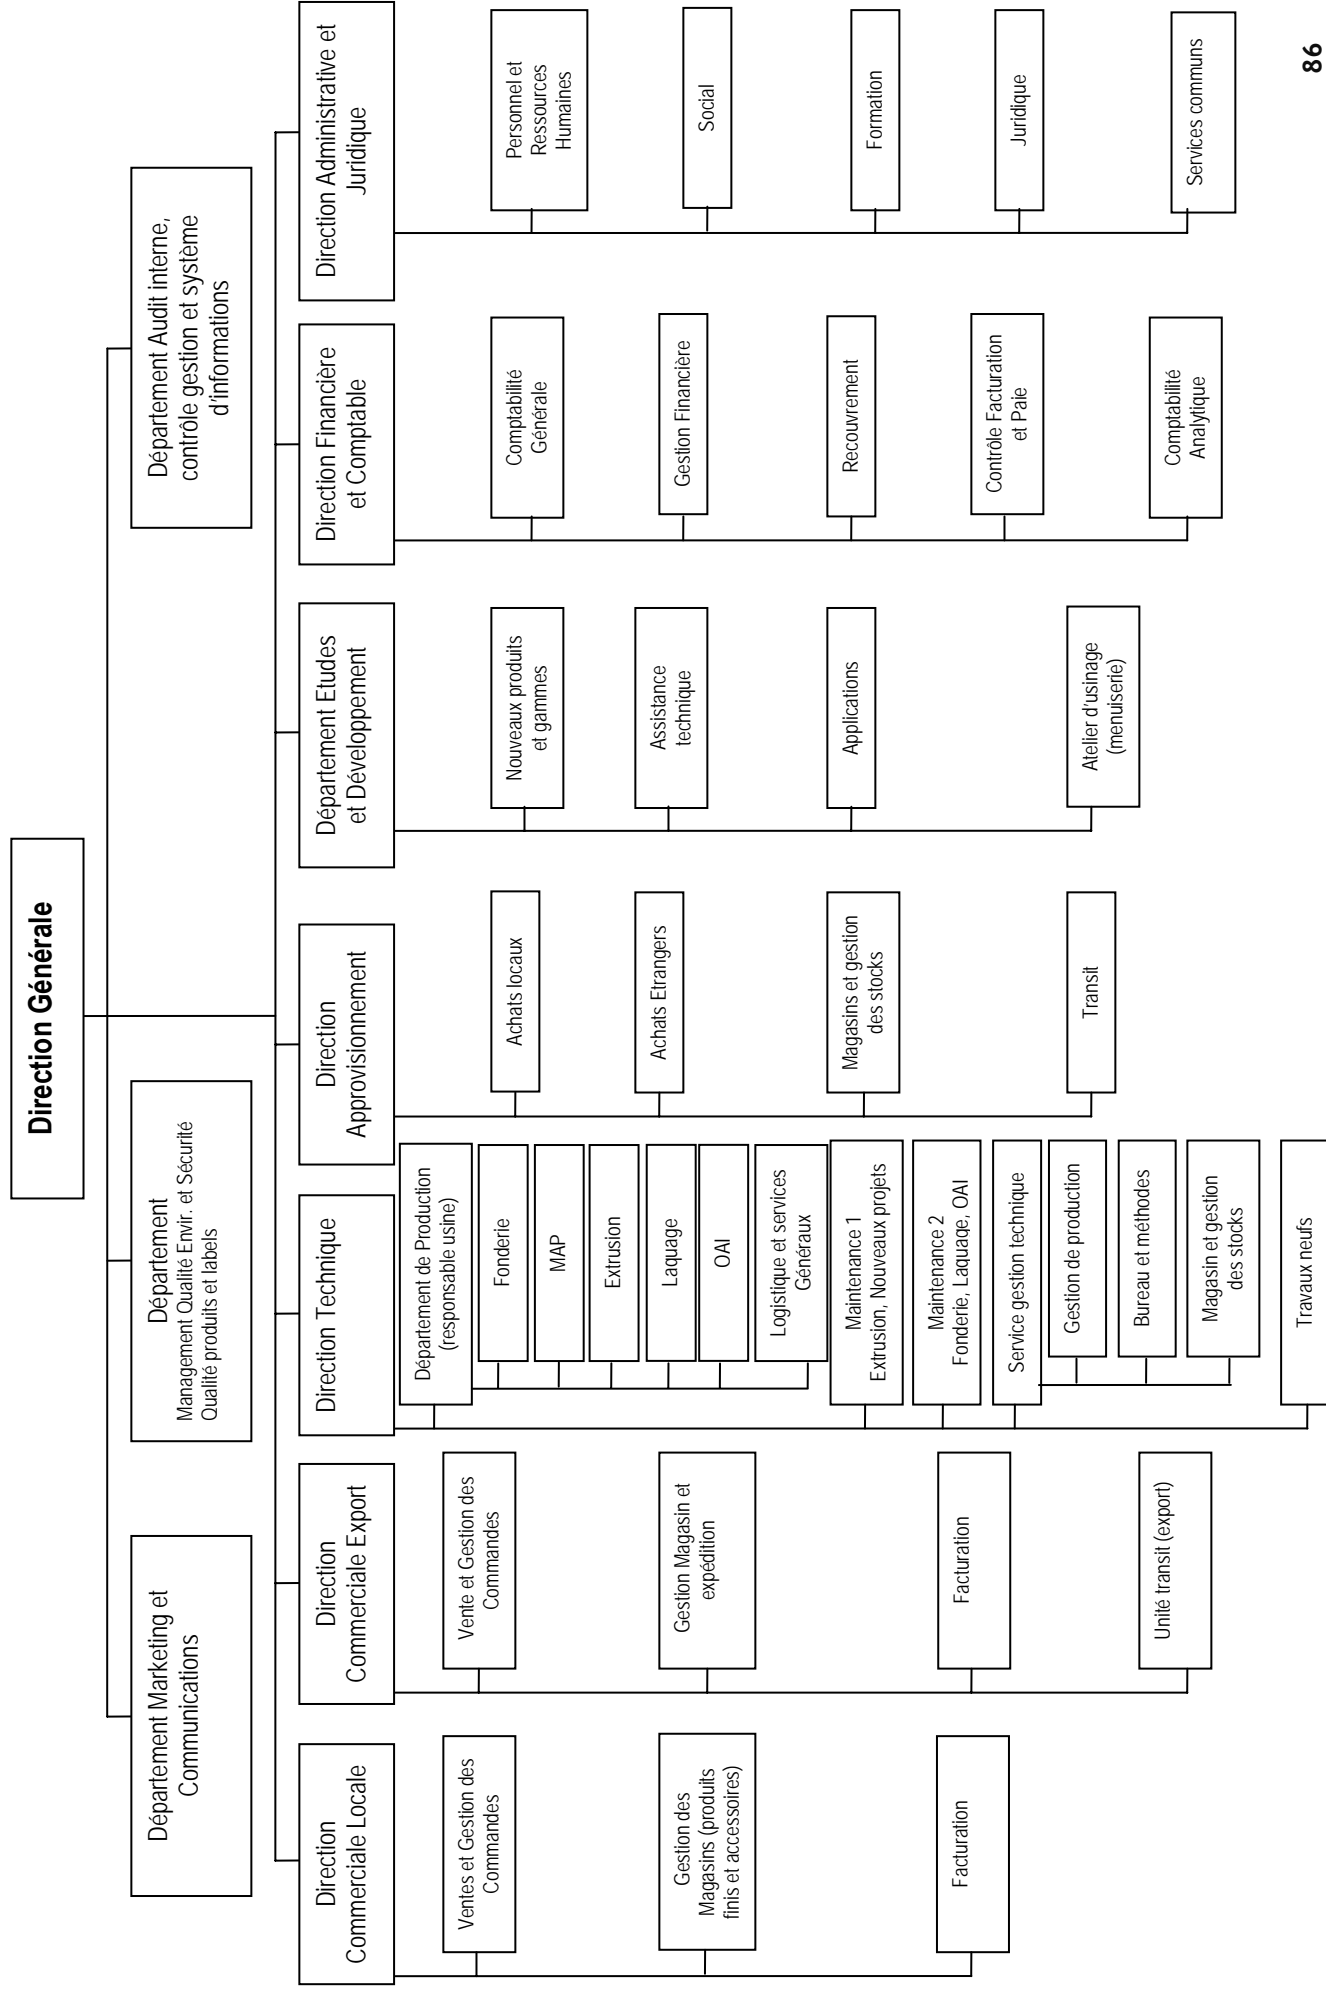 Direction Générale
Département Marketing et
Communications
Département
Management Qualité Envir. et Sécurité
Qualité produits et labels
Département Audit interne,
contrôle gestion et système
d'informations
Direction
Commerciale Locale
Ventes et Gestion des
Commandes
Gestion des
Magasins (produits
finis et accessoires)
Facturation
Direction
Commerciale Export
Vente et Gestion des
Commandes
Gestion Magasin et
expédition
Facturation
Unité transit (export)
Direction Technique
Département de Production
(responsable usine)
Fonderie
MAP
Extrusion
Laquage
OAI
Logistique et services
Généraux
Maintenance 1
Extrusion, Nouveaux projets
Maintenance 2
Fonderie, Laquage, OAI
Service gestion technique
Gestion de production
Bureau et méthodes
Magasin et gestion
des stocks
Travaux neufs
Direction
Approvisionnement
Achats locaux
Achats Etrangers
Magasins et gestion
des stocks
Transit
Département Etudes
et Développement
Nouveaux produits
et gammes
Assistance
technique
Applications
Atelier d'usinage
(menuiserie)
Direction Financière
et Comptable
Comptabilité
Générale
Gestion Financière
Recouvrement
Contrôle Facturation
et Paie
Comptabilité
Analytique
Direction Administrative et
Juridique
Personnel et
Ressources
Humaines
Social
Formation
Juridique
Services communs
86